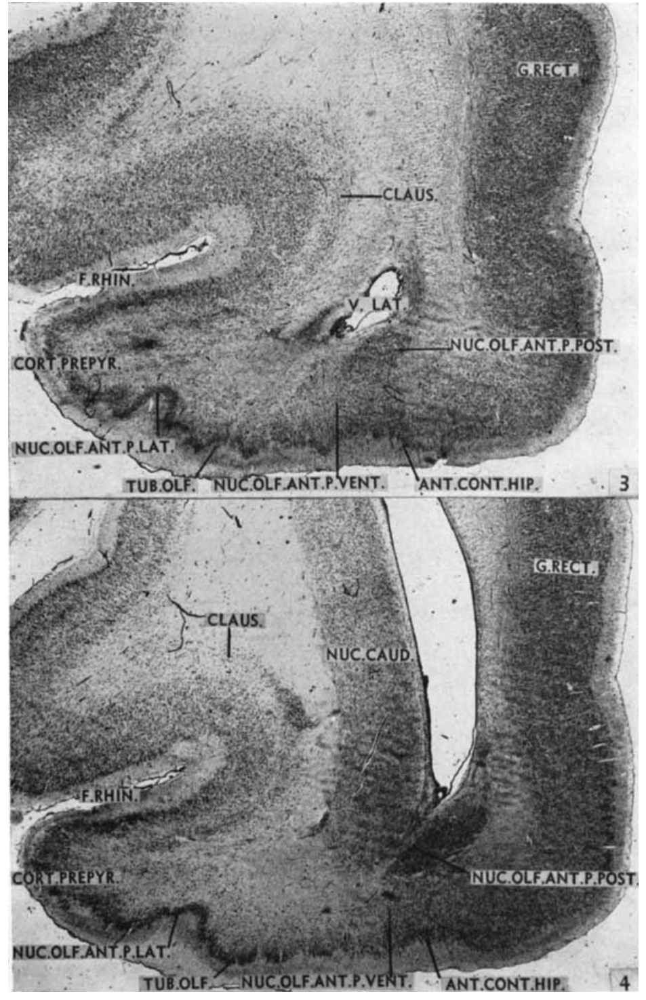 G.RECT.
CLAUS.
F.RHIN.
V. LAT.
NUC.OLF.ANT.P.POST.
CORT.PREPYR.
NUC.OLF.ANT.P.LAT.
TUB.OLF. NUC.OLF.ANT.P.VENT. ANT.CONT.HIP. 3
G.RECT.
CLAUS.
NUC.CAUD.
F.RHIN.
CORT.PREPYR. NUC.OLF.ANT.P.POST.
NUC.OLF.ANT.P.LAT.
TUB.OLF. NUC.OLF.ANT.P.VENT. ANT.CONT.HIP. 4